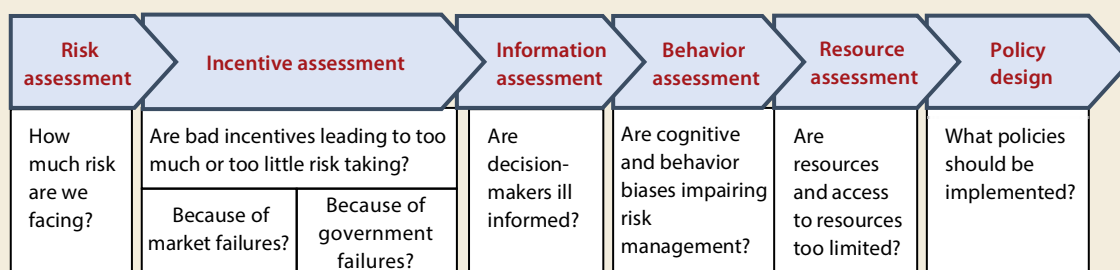 Risk
assessment
Incentive assessment
Information
assessment
Behavior
assessment
Resource
assessment
Policy
design
How
much risk
are we
facing?
Are bad incentives leading to too
much or too little risk taking?
Because of
market failures?
Because of
government
failures?
Are
decision-
makers ill
informed?
Are cognitive
and behavior
biases impairing
risk
management?
Are
resources
and access
to resources
too limited?
What policies
should be
implemented?